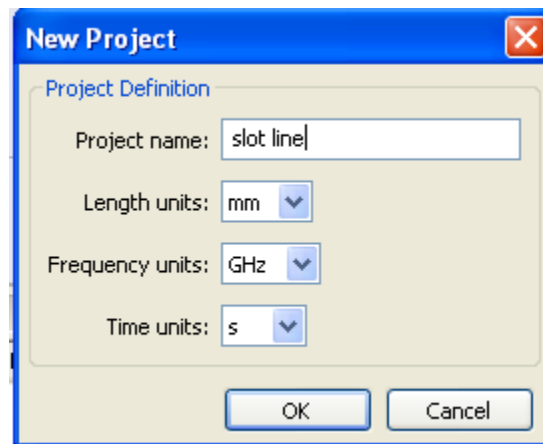 New Project
Project Definition
Project name: slot line
Length units: mm
Frequency units: GHz
Time units: s
OK Cancel